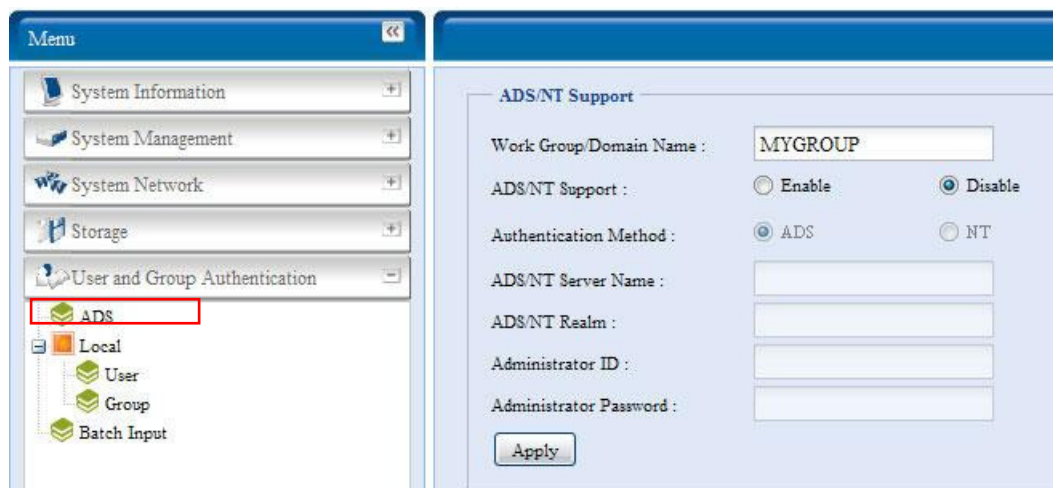 Menu
System Information
System Management
System Network
Storage
User and Group Authentication
ADS
Local
User
Group
Batch Input
ADS/NT Support
Work Group/Domain Name : MYGROUP
ADS/NT Support : Enable Disable
Authentication Method : ADS NT
ADS/NT Server Name :
ADS/NT Realm :
Administrator ID :
Administrator Password :
Apply